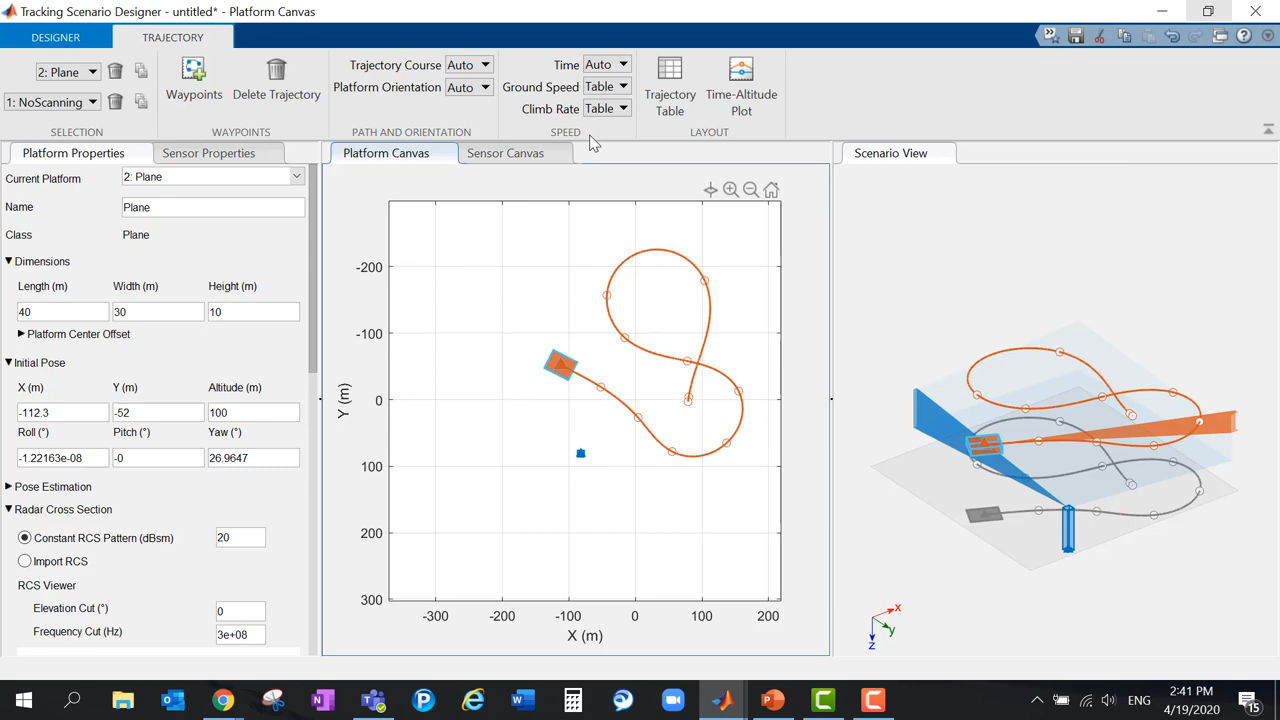 Tracking Scenario Designer - untitled* - Platform Canvas
DESIGNER
TRAJECTORY
2: Plane
1: NoScanning
SELECTION
Waypoints
Delete Trajectory
WAYPOINTS
Trajectory Course Auto
Platform Orientation Auto
PATH AND ORIENTATION
Time Auto
Ground Speed Table
Climb Rate Table
SPEED
Trajectory
Table
Time-Altitude
Plot
LAYOUT
Platform Properties
Sensor Properties
Current Platform 2: Plane
Name Plane
Class Plane
Dimensions
Length (m) Width (m) Height (m)
40 30 10
Platform Center Offset
Initial Pose
X (m) Y (m) Altitude (m)
-112.3 -52 100
Roll (°) Pitch (°) Yaw (°)
-1.22163e-08 -0 26.9647
Pose Estimation
Radar Cross Section
Constant RCS Pattern (dBsm) 20
Import RCS
RCS Viewer
Elevation Cut (°) 0
Frequency Cut (Hz) 3e+08
Platform Canvas
Sensor Canvas
-200
-100
0
100
200
300
Y (m)
-300 -200 -100 0 100 200
X (m)
Scenario View
x
y
z
ENG
2:41 PM
4/19/2020
15